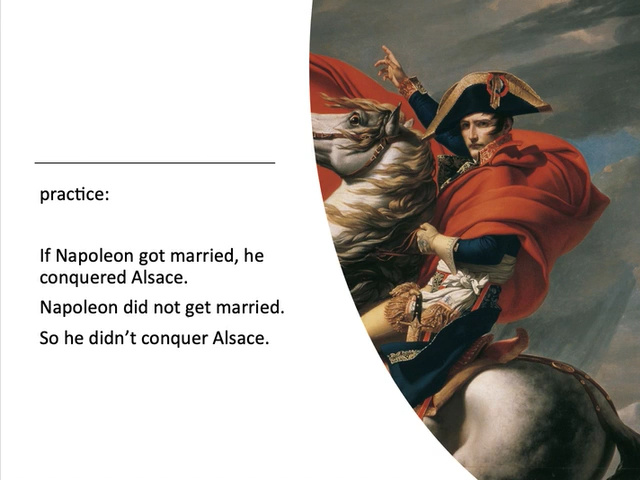 practice:
If Napoleon got married, he
conquered Alsace.
Napoleon did not get married.
So he didn’t conquer Alsace.